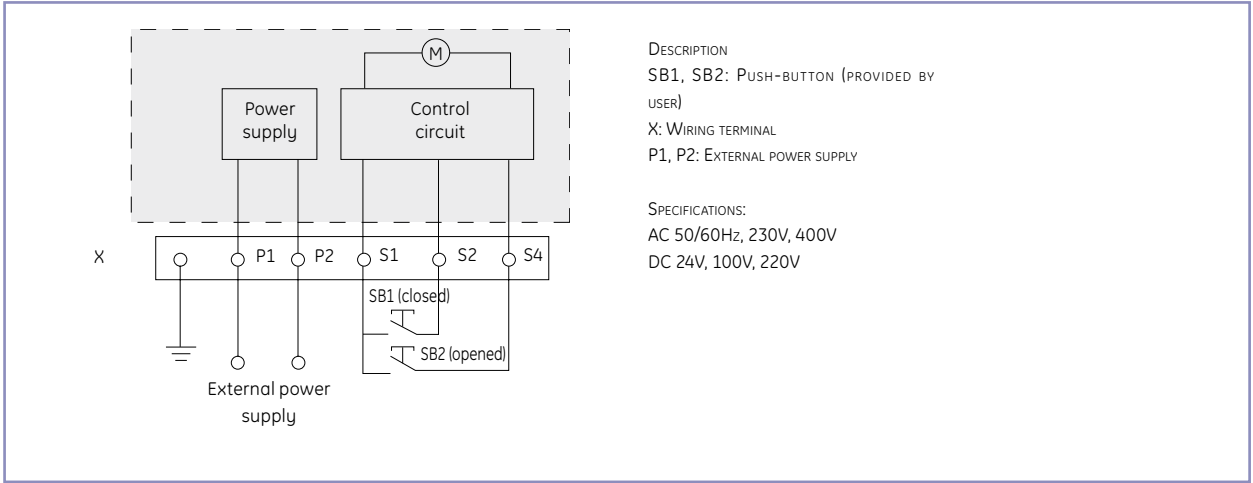 M
Power
supply
Control
circuit
X
P1
P2
S1
S2
S4
SB1 (closed)
SB2 (opened)
External power
supply
Description
SB1, SB2: Push-button (provided by
user)
X: Wiring terminal
P1, P2: External power supply
Specifications:
AC 50/60Hz, 230V, 400V
DC 24V, 100V, 220V